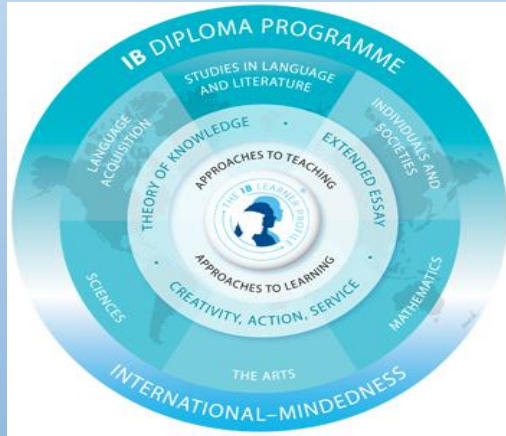 IB DIPLOMA PROGRAMME
STUDIES IN LANGUAGE
AND LITERATURE
LANGUAGE
ACQUISITION
INDIVIDUALS AND
SOCIETIES
THEORY OF KNOWLEDGE •
EXTENDED ESSAY •
APPROACHES TO TEACHING
THE IB LEARNER PROFILE
®
APPROACHES TO LEARNING
• CREATIVITY, ACTION, SERVICE
SCIENCES
MATHEMATICS
THE ARTS
INTERNATIONAL–MINDEDNESS